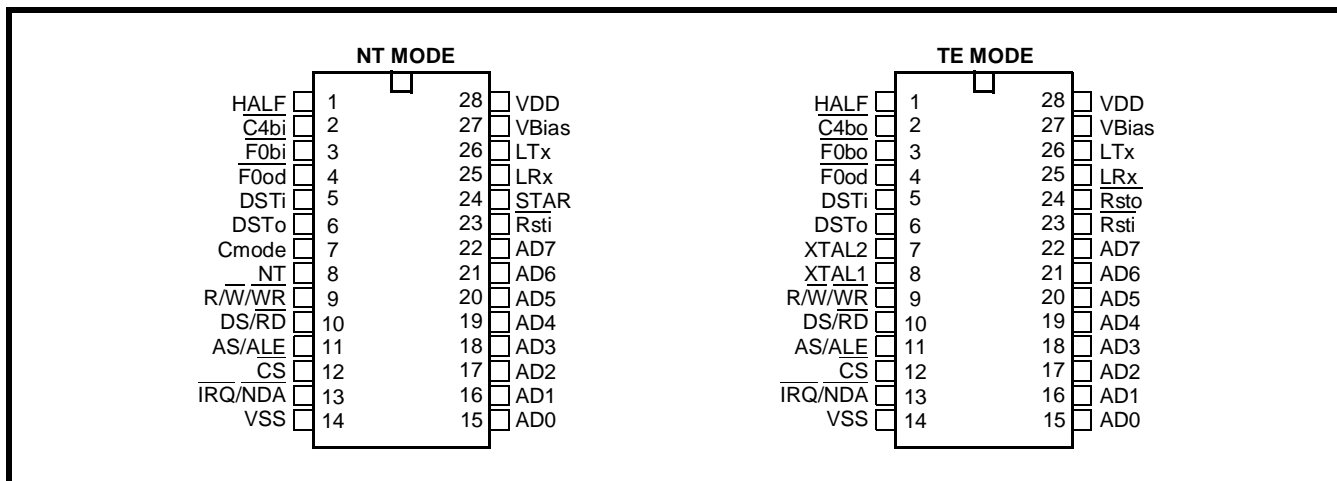 NT MODE
HALF 1 28 VDD
C4bi 2 27 VBias
F0bi 3 26 LTx
F0od 4 25 LRx
DSTi 5 24 STAR
DSTo 6 23 Rsti
Cmode 7 22 AD7
NT 8 21 AD6
R/W/WR 9 20 AD5
DS/RD 10 19 AD4
AS/ALE 11 18 AD3
CS 12 17 AD2
IRQ/NDA 13 16 AD1
VSS 14 15 AD0
TE MODE
HALF 1 28 VDD
C4bo 2 27 VBias
F0bo 3 26 LTx
F0od 4 25 LRx
DSTi 5 24 Rsto
DSTo 6 23 Rsti
XTAL2 7 22 AD7
XTAL1 8 21 AD6
R/W/WR 9 20 AD5
DS/RD 10 19 AD4
AS/ALE 11 18 AD3
CS 12 17 AD2
IRQ/NDA 13 16 AD1
VSS 14 15 AD0